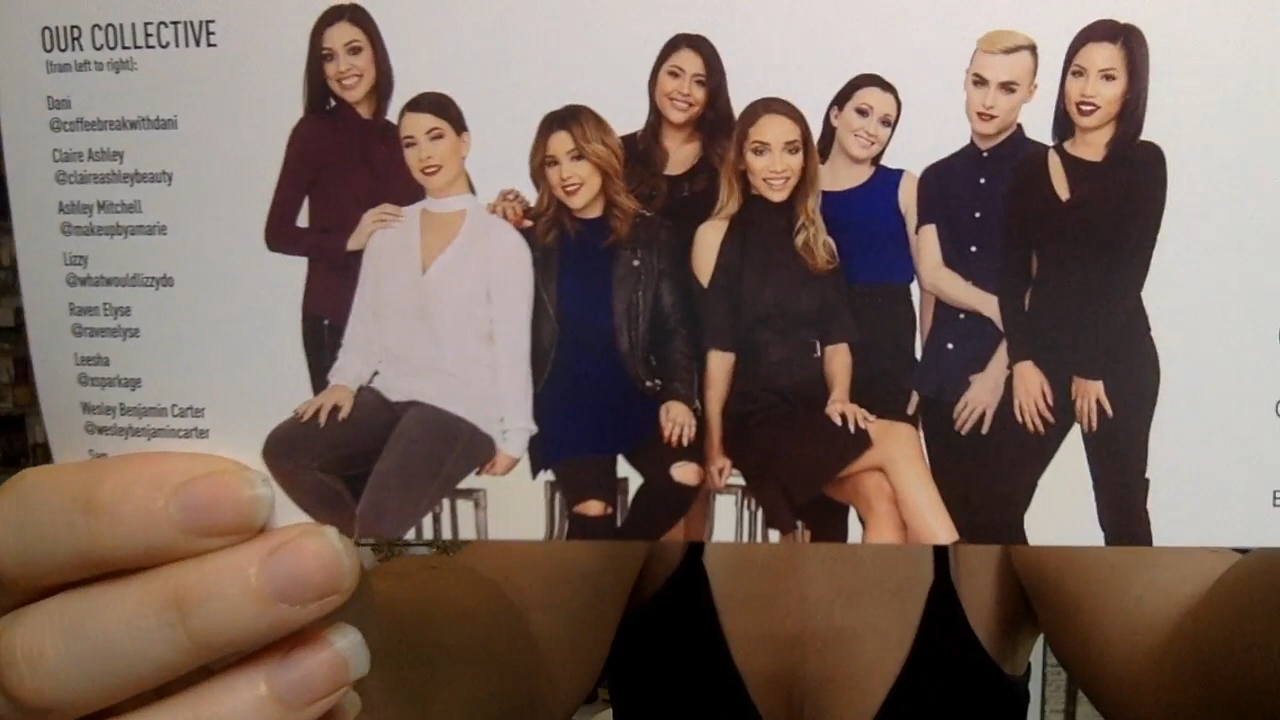 OUR COLLECTIVE
(from left to right):
Dani
@coffeebreakwithdani
Claire Ashley
@claireashleybeauty
Ashley Mitchell
@makeupbyamarie
Lizzy
@whatwouldlizzydo
Raven Elyse
@ravenelyse
Leesha
@xsparkage
Wesley Benjamin Carter
@wesleybenjamincarter